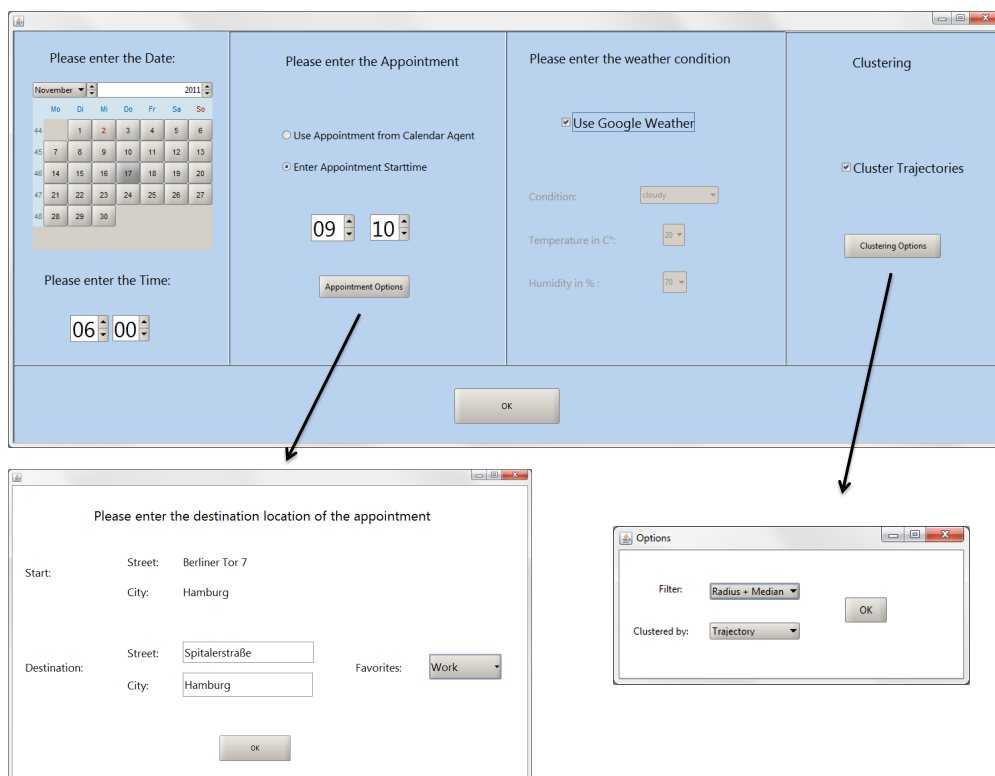 Please enter the Date:
November 2011
Mo Di Mi Do Fr Sa So
44 1 2 3 4 5 6
45 7 8 9 10 11 12 13
46 14 15 16 17 18 19 20
47 21 22 23 24 25 26 27
48 28 29 30
Please enter the Time:
06 00
Please enter the Appointment
Use Appointment from Calendar Agent
Enter Appointment Starttime
09 10
Appointment Options
Please enter the weather condition
Use Google Weather
Condition: cloudy
Temperature in C°: 20
Humidity in % : 70
Clustering
Cluster Trajectories
Clustering Options
OK
Please enter the destination location of the appointment
Start:
Street: Berliner Tor 7
City: Hamburg
Destination:
Street: Spitalerstraße
City: Hamburg
Favorites: Work
OK
Options
Filter: Radius + Median
Clustered by: Trajectory
OK